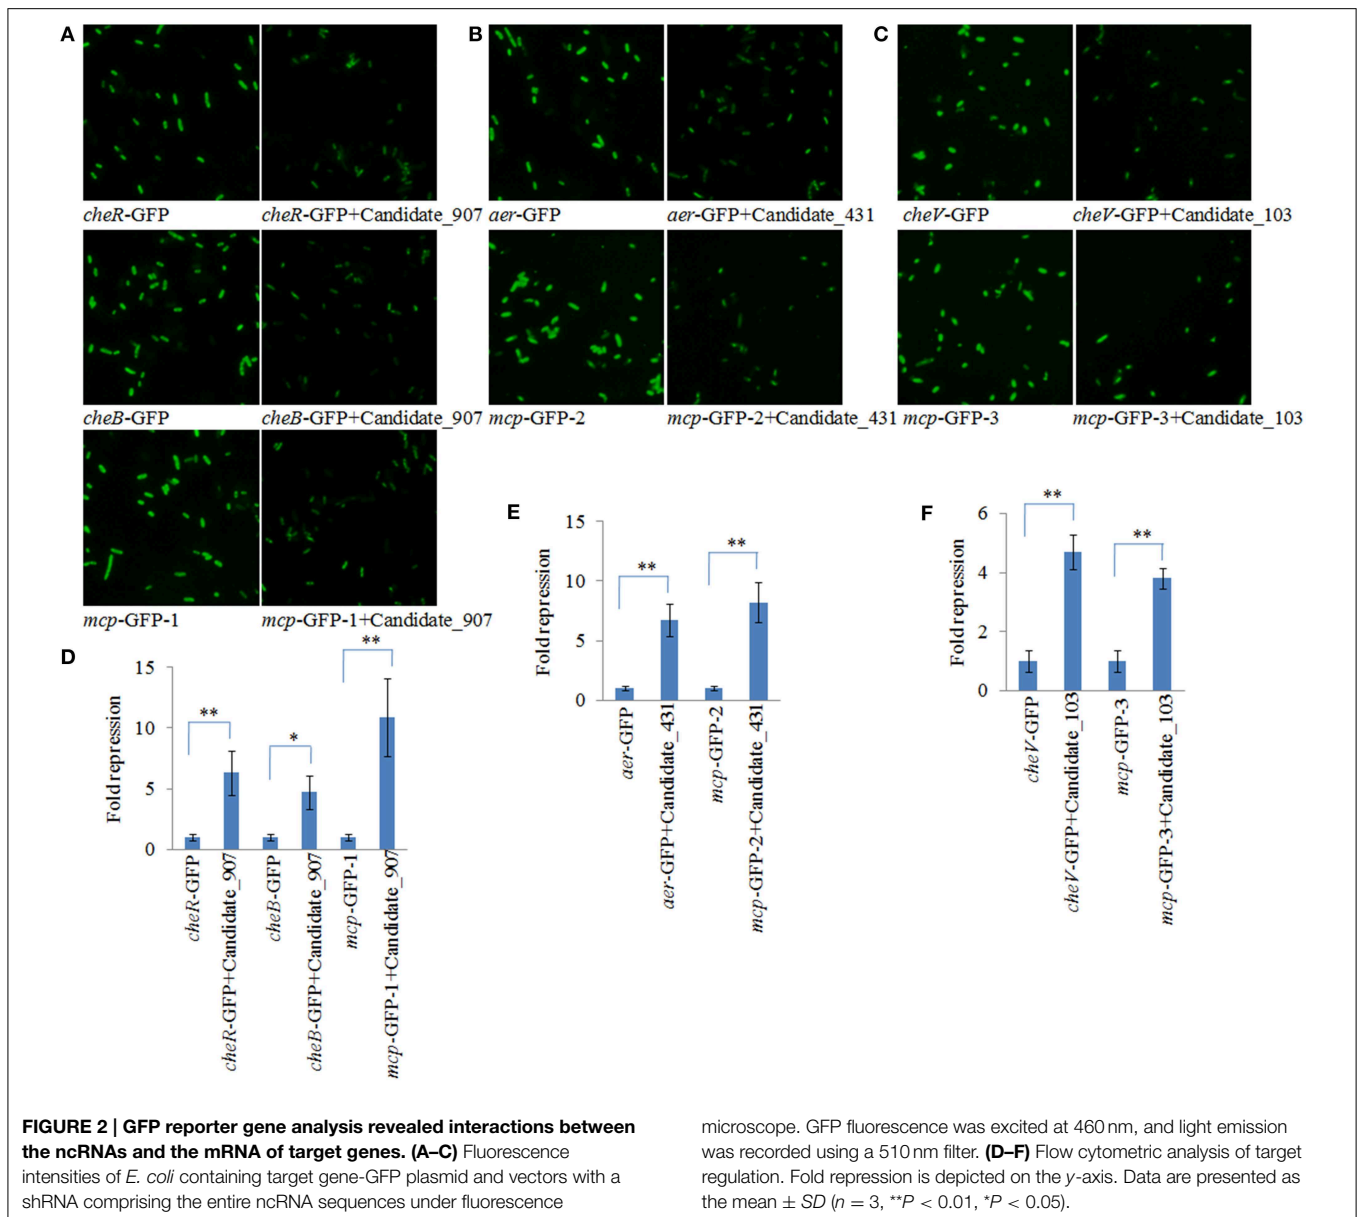 A
B
C
cheR-GFP
cheR-GFP+Candidate_907
aer-GFP
aer-GFP+Candidate_431
cheV-GFP
cheV-GFP+Candidate_103
cheB-GFP
cheB-GFP+Candidate_907
mcp-GFP-2
mcp-GFP-2+Candidate_431
mcp-GFP-3
mcp-GFP-3+Candidate_103
mcp-GFP-1
mcp-GFP-1+Candidate_907
D
Fold repression
15
10
5
0
**
*
**
cheR-GFP
cheR-GFP+Candidate_907
cheB-GFP
cheB-GFP+Candidate_907
mcp-GFP-1
mcp-GFP-1+Candidate_907
E
Fold repression
15
10
5
0
**
**
aer-GFP
aer-GFP+Candidate_431
mcp-GFP-2
mcp-GFP-2+Candidate_431
F
Fold repression
6
4
2
0
**
**
cheV-GFP
cheV-GFP+Candidate_103
mcp-GFP-3
mcp-GFP-3+Candidate_103
FIGURE 2 | GFP reporter gene analysis revealed interactions between
the ncRNAs and the mRNA of target genes. (A–C) Fluorescence
intensities of E. coli containing target gene-GFP plasmid and vectors with a
shRNA comprising the entire ncRNA sequences under fluorescence
microscope. GFP fluorescence was excited at 460 nm, and light emission
was recorded using a 510 nm filter. (D–F) Flow cytometric analysis of target
regulation. Fold repression is depicted on the y-axis. Data are presented as
the mean ± SD (n = 3, **P < 0.01, *P < 0.05).